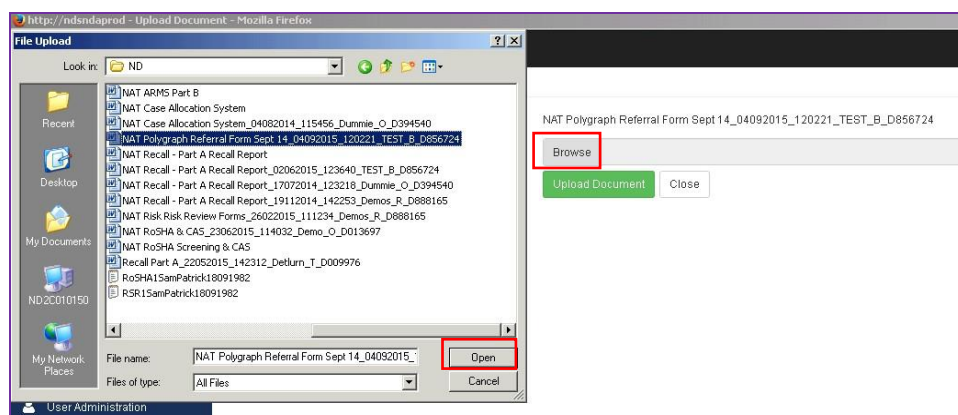 http://ndsndaprod - Upload Document - Mozilla Firefox
File Upload
? X
Look in: ND
Recent
Desktop
My Documents
ND2C010150
My Network
Places
NAT ARMS Part B
NAT Case Allocation System
NAT Case Allocation System_04082014_115456_Dummie_O_D394540
NAT Polygraph Referral Form Sept 14_04092015_120221_TEST_B_D856724
NAT Recall - Part A Recall Report
NAT Recall - Part A Recall Report_02062015_123640_TEST_B_D856724
NAT Recall - Part A Recall Report_17072014_123218_Dummie_O_D394540
NAT Recall - Part A Recall Report_19112014_142253_Demos_R_D888165
NAT Risk Risk Review Forms_26022015_111234_Demos_R_D888165
NAT RoSHA & CAS_23062015_114032_Demo_O_D013697
NAT RoSHA Screening & CAS
Recall Part A_22052015_142312_Detlurn_T_D009976
RoSHA1SamPatrick18091982
RSR1SamPatrick18091982
File name: NAT Polygraph Referral Form Sept 14_04092015_ Open
Files of type: All Files Cancel
User Administration
NAT Polygraph Referral Form Sept 14_04092015_120221_TEST_B_D856724
Browse
Upload Document Close